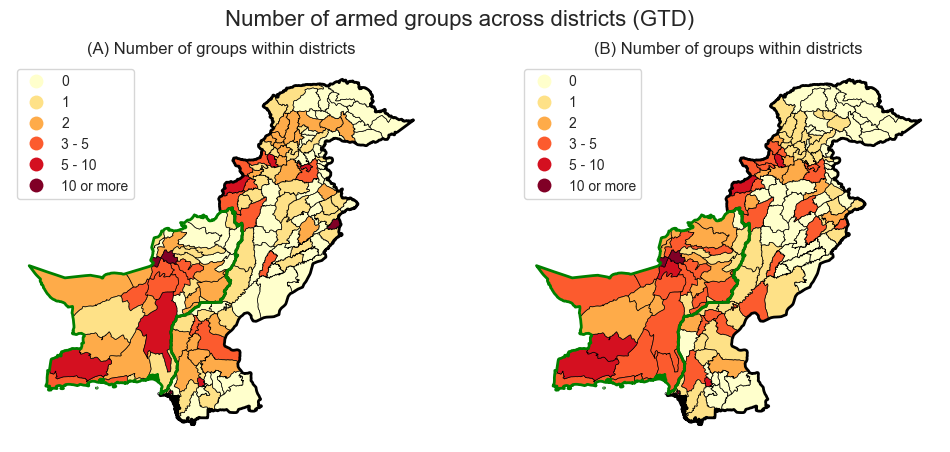 Number of armed groups across districts (GTD)
(A) Number of groups within districts
0
1
2
3 - 5
5 - 10
10 or more
(B) Number of groups within districts
0
1
2
3 - 5
5 - 10
10 or more